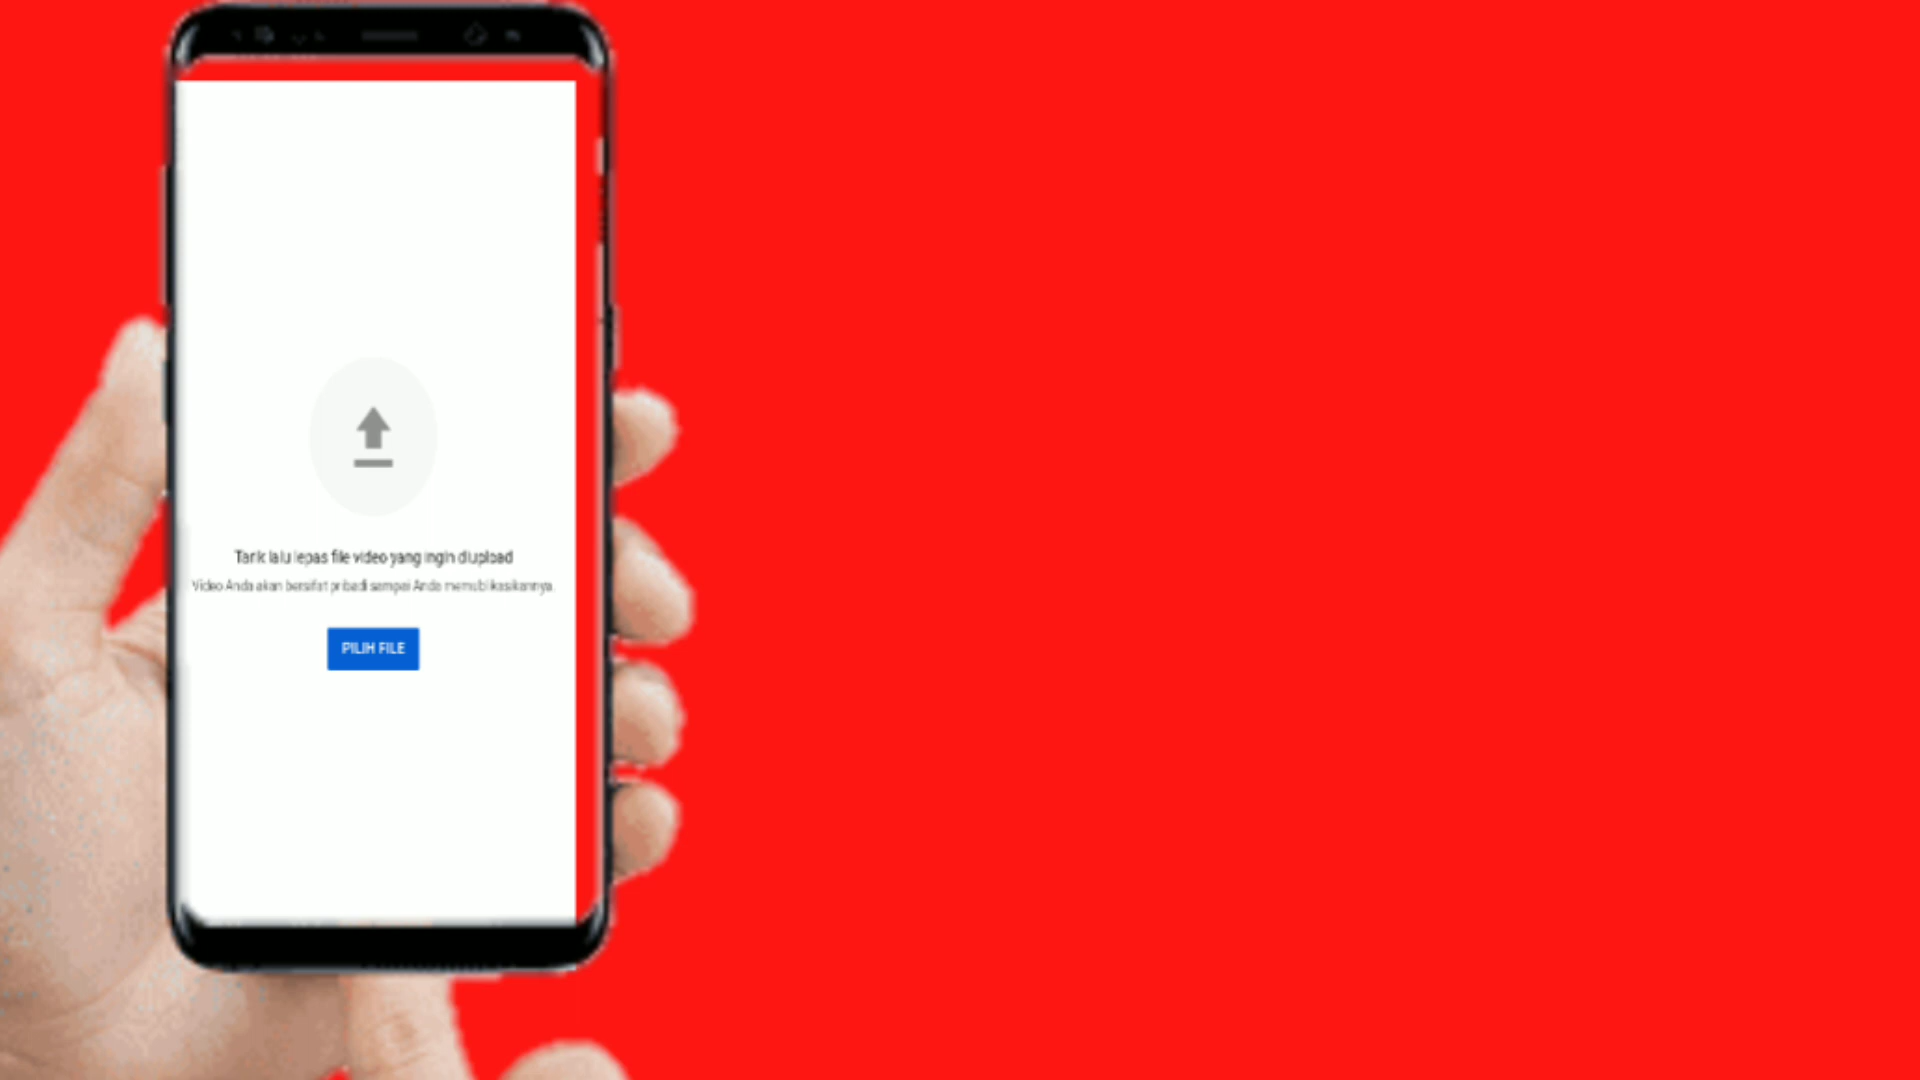 Tarik lalu lepas file video yang ingin diupload
Video Anda akan bersifat pribadi sampai Anda memublikasikannya.
PILIH FILE